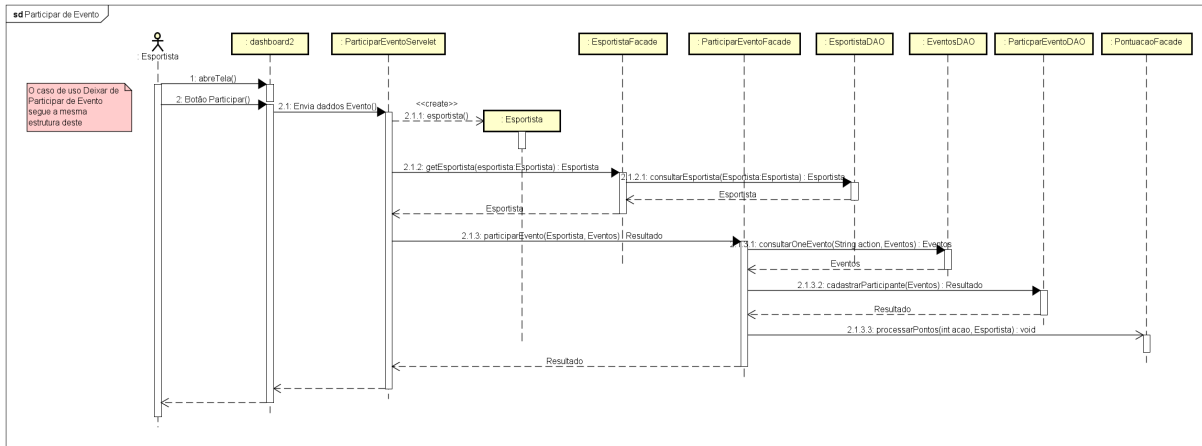 sd Participar de Evento
: Esportista
: dashboard2
: ParticiparEventoServelet
: EsportistaFacade
: ParticiparEventoFacade
: EsportistaDAO
: EventosDAO
: ParticparEventoDAO
: PontuacaoFacade
O caso de uso Deixar de
Participar de Evento
segue a mesma
estrutura deste
1: abreTela()
2: Botão Participar()
2.1: Envia daddos Evento()
<<create>>
2.1.1: esportista()
: Esportista
2.1.2: getEsportista(esportista:Esportista) : Esportista
2.1.2.1: consultarEsportista(Esportista:Esportista) : Esportista
Esportista
Esportista
2.1.3: participarEvento(Esportista, Eventos) : Resultado
2.1.3.1: consultarOneEvento(String action, Eventos) : Eventos
Eventos
2.1.3.2: cadastrarParticipante(Eventos) : Resultado
Resultado
2.1.3.3: processarPontos(int acao, Esportista) : void
Resultado